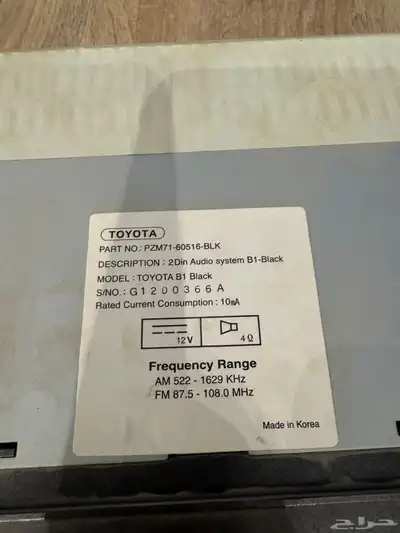 TOYOTA
PART NO.: PZM71-60516-BLK
DESCRIPTION : 2Din Audio system B1-Black
MODEL: TOYOTA B1 Black
S/NO.: G1200366A
Rated Current Consumption : 10mA
12V
4Ω
Frequency Range
AM 522 - 1629 KHz
FM 87.5 - 108.0 MHz
Made in Korea
حراج